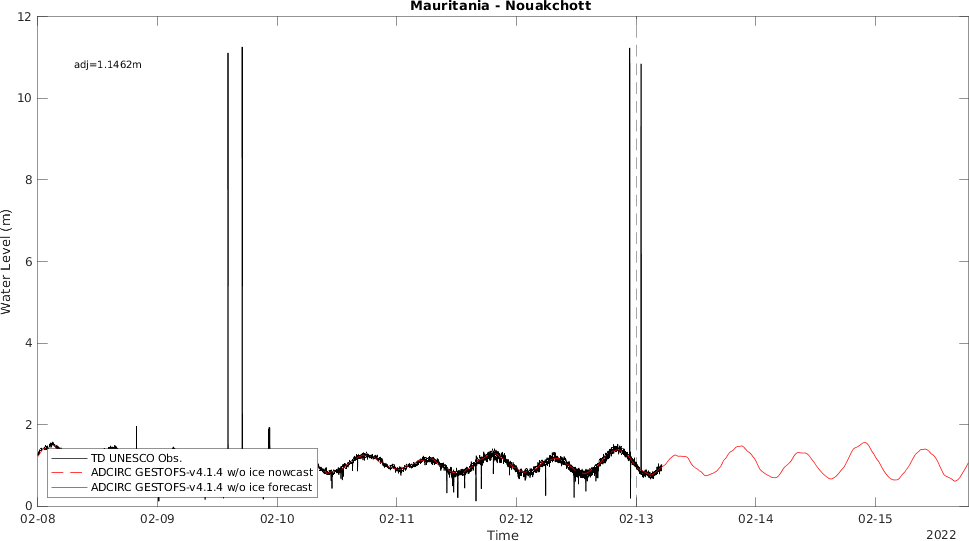 Mauritania - Nouakchott
12
adj=1.1462m
10
8
6
4
2
0
Water Level (m)
TD UNESCO Obs.
ADCIRC GESTOFS-v4.1.4 w/o ice nowcast
ADCIRC GESTOFS-v4.1.4 w/o ice forecast
02-08 02-09 02-10 02-11 02-12 02-13 02-14 02-15
Time
2022